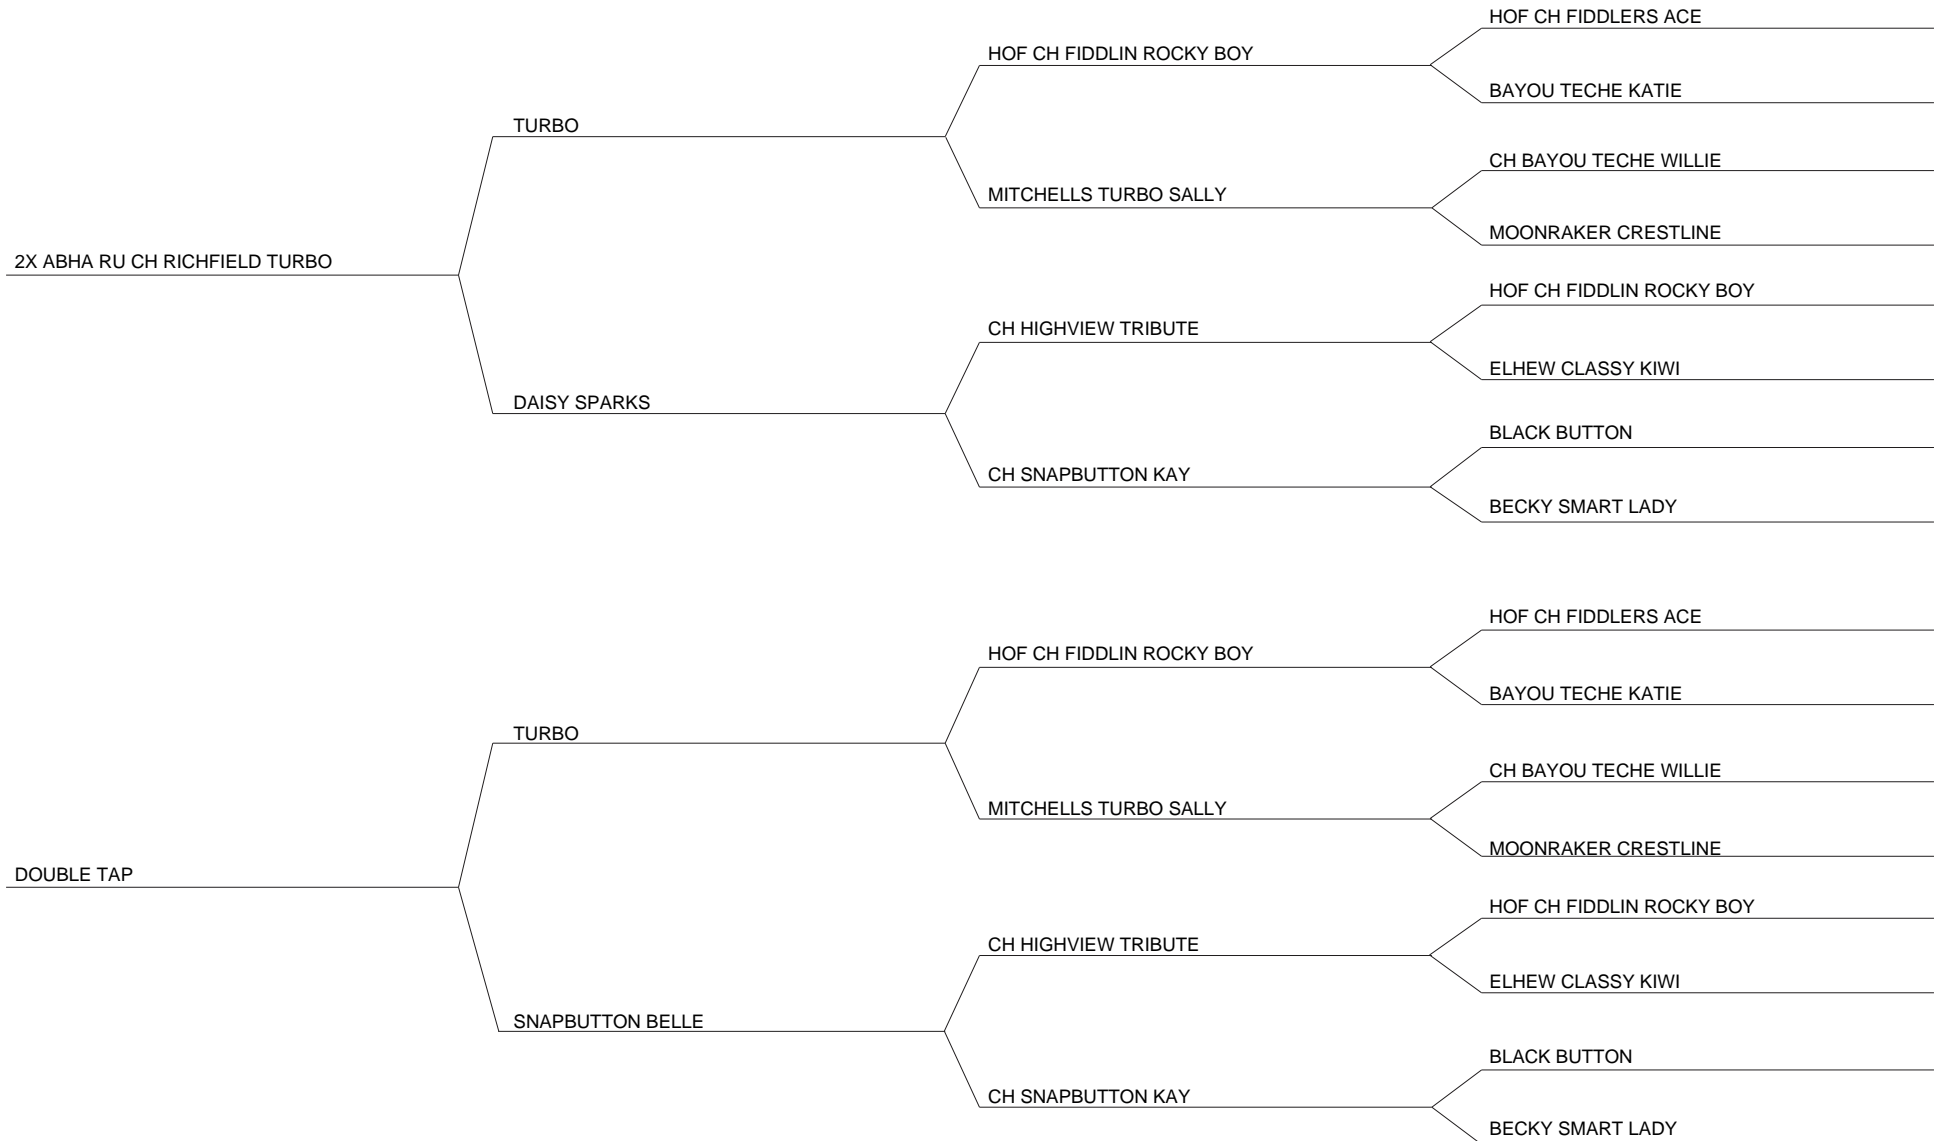 HOF CH FIDDLERS ACE
HOF CH FIDDLIN ROCKY BOY
BAYOU TECHE KATIE
TURBO
CH BAYOU TECHE WILLIE
MITCHELLS TURBO SALLY
MOONRAKER CRESTLINE
2X ABHA RU CH RICHFIELD TURBO
HOF CH FIDDLIN ROCKY BOY
CH HIGHVIEW TRIBUTE
ELHEW CLASSY KIWI
DAISY SPARKS
BLACK BUTTON
CH SNAPBUTTON KAY
BECKY SMART LADY
HOF CH FIDDLERS ACE
HOF CH FIDDLIN ROCKY BOY
BAYOU TECHE KATIE
TURBO
CH BAYOU TECHE WILLIE
MITCHELLS TURBO SALLY
MOONRAKER CRESTLINE
DOUBLE TAP
HOF CH FIDDLIN ROCKY BOY
CH HIGHVIEW TRIBUTE
ELHEW CLASSY KIWI
SNAPBUTTON BELLE
BLACK BUTTON
CH SNAPBUTTON KAY
BECKY SMART LADY